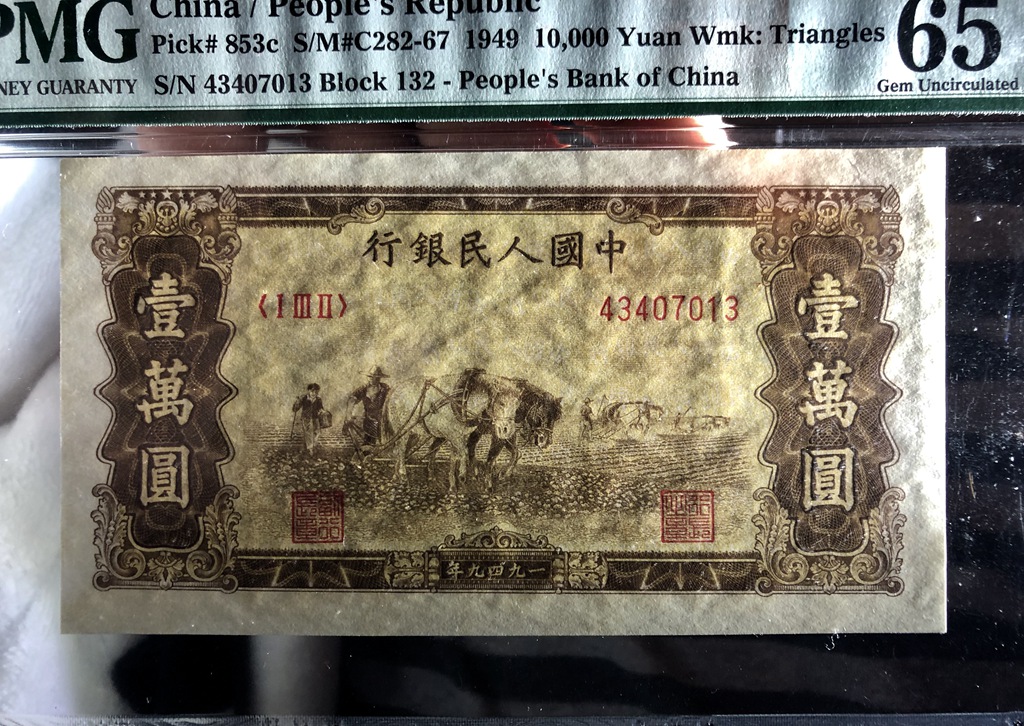 PMG
China / People's Republic
Pick# 853c S/M#C282-67 1949 10,000 Yuan Wmk: Triangles
65
NEY GUARANTY
S/N 43407013 Block 132 - People's Bank of China
Gem Uncirculated
行銀民人國中
〈I III II〉
43407013
壹萬圓
壹萬圓
年九四九一